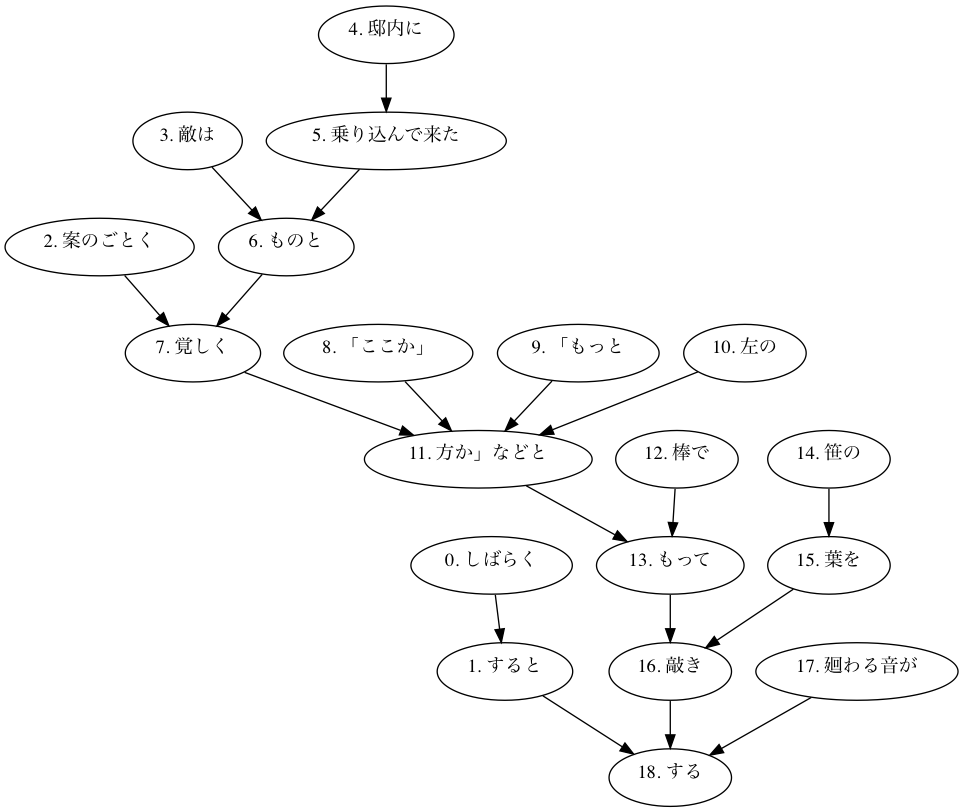 4. 邸内に
3. 敵は
5. 乗り込んで来た
2. 案のごとく
6. ものと
7. 覚しく
8. 「ここか」
9. 「もっと
10. 左の
11. 方か」などと
12. 棒で
14. 笹の
0. しばらく
13. もって
15. 葉を
1. すると
16. 敲き
17. 廻わる音が
18. する